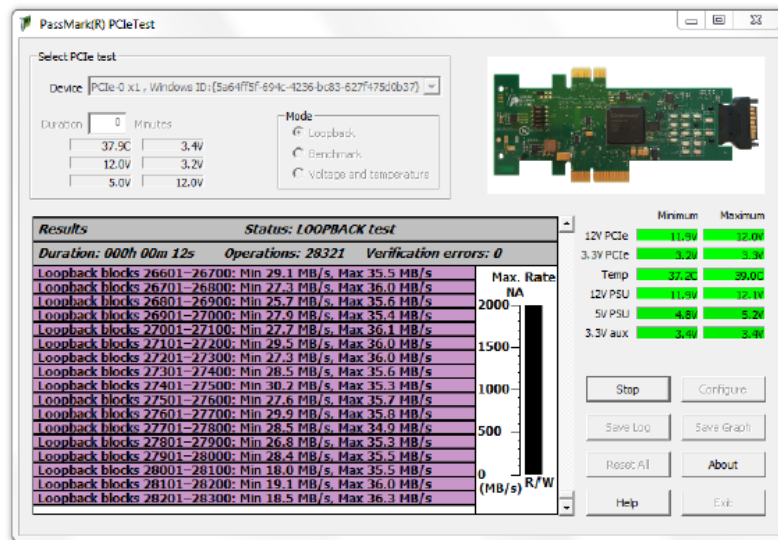 PassMark(R) PCIeTest
Select PCIe test
Device PCIe-0 x1 , Windows ID:{5a64ff5f-694c-4236-bc83-627f475d0b37}
Duration 0 Minutes
37.9C 3.4V
12.0V 3.2V
5.0V 12.0V
Mode
Loopback
Benchmark
Voltage and temperature
Results Status: LOOPBACK test
Duration: 000h 00m 12s Operations: 28321 Verification errors: 0
Loopback blocks 26601-26700: Min 29.1 MB/s, Max 35.5 MB/s
Loopback blocks 26701-26800: Min 27.3 MB/s, Max 36.0 MB/s
Loopback blocks 26801-26900: Min 25.7 MB/s, Max 35.6 MB/s
Loopback blocks 26901-27000: Min 27.9 MB/s, Max 35.4 MB/s
Loopback blocks 27001-27100: Min 27.7 MB/s, Max 36.1 MB/s
Loopback blocks 27101-27200: Min 29.5 MB/s, Max 36.0 MB/s
Loopback blocks 27201-27300: Min 27.3 MB/s, Max 36.0 MB/s
Loopback blocks 27301-27400: Min 28.5 MB/s, Max 35.6 MB/s
Loopback blocks 27401-27500: Min 30.2 MB/s, Max 35.3 MB/s
Loopback blocks 27501-27600: Min 27.6 MB/s, Max 35.7 MB/s
Loopback blocks 27601-27700: Min 29.9 MB/s, Max 35.8 MB/s
Loopback blocks 27701-27800: Min 28.5 MB/s, Max 34.9 MB/s
Loopback blocks 27801-27900: Min 26.8 MB/s, Max 35.3 MB/s
Loopback blocks 27901-28000: Min 28.4 MB/s, Max 35.5 MB/s
Loopback blocks 28001-28100: Min 18.0 MB/s, Max 35.5 MB/s
Loopback blocks 28101-28200: Min 19.1 MB/s, Max 36.0 MB/s
Loopback blocks 28201-28300: Min 18.5 MB/s, Max 36.3 MB/s
Max. Rate
NA
2000
1500
1000
500
0
(MB/s) R/W
Minimum Maximum
12V PCIe 11.9V 12.0V
3.3V PCIe 3.2V 3.3V
Temp 37.2C 39.0C
12V PSU 11.9V 12.1V
5V PSU 4.8V 5.2V
3.3V aux 3.4V 3.4V
Stop Configure
Save Log Save Graph
Reset All About
Help Exit